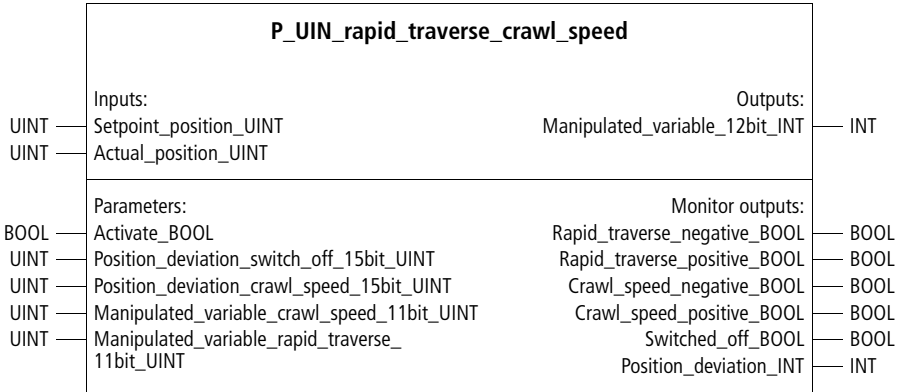 P_UIN_rapid_traverse_crawl_speed
Inputs: Outputs:
UINT Setpoint_position_UINT Manipulated_variable_12bit_INT INT
UINT Actual_position_UINT
Parameters: Monitor outputs:
BOOL Activate_BOOL Rapid_traverse_negative_BOOL BOOL
UINT Position_deviation_switch_off_15bit_UINT Rapid_traverse_positive_BOOL BOOL
UINT Position_deviation_crawl_speed_15bit_UINT Crawl_speed_negative_BOOL BOOL
UINT Manipulated_variable_crawl_speed_11bit_UINT Crawl_speed_positive_BOOL BOOL
UINT Manipulated_variable_rapid_traverse_ Switched_off_BOOL BOOL
11bit_UINT Position_deviation_INT INT